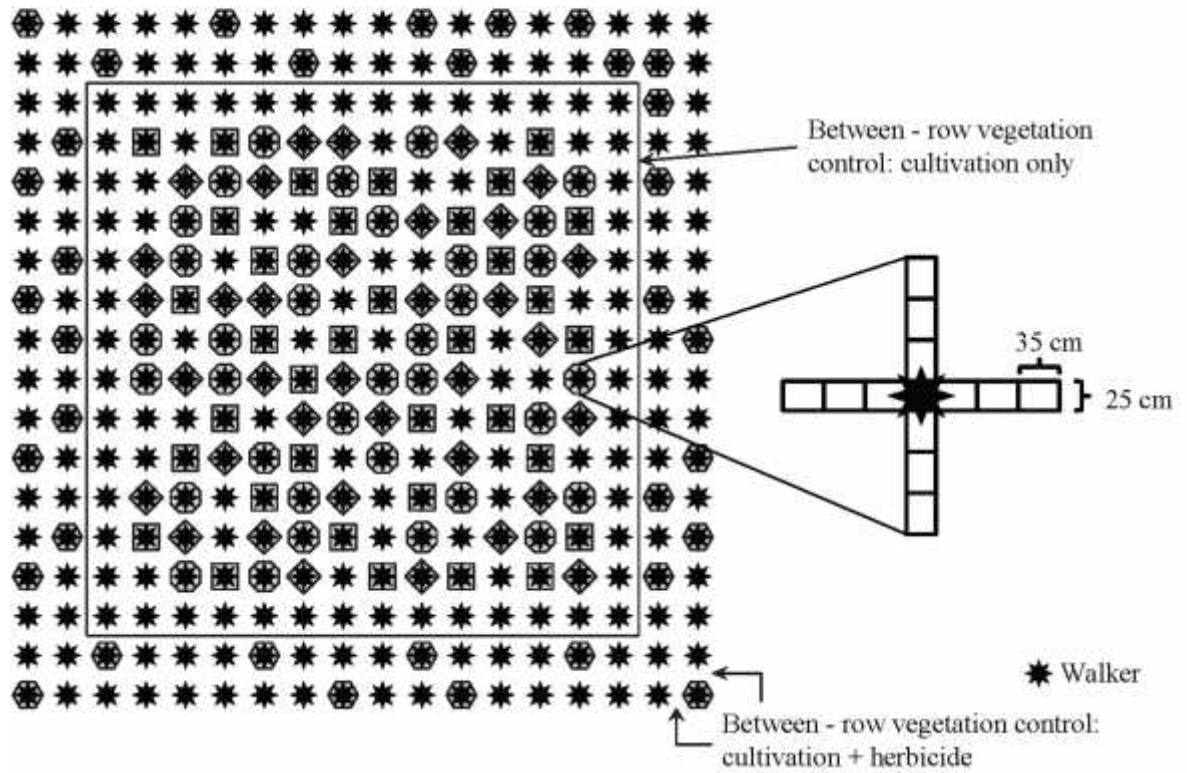 Between - row vegetation
control: cultivation only
35 cm
25 cm
Walker
Between - row vegetation control:
cultivation + herbicide